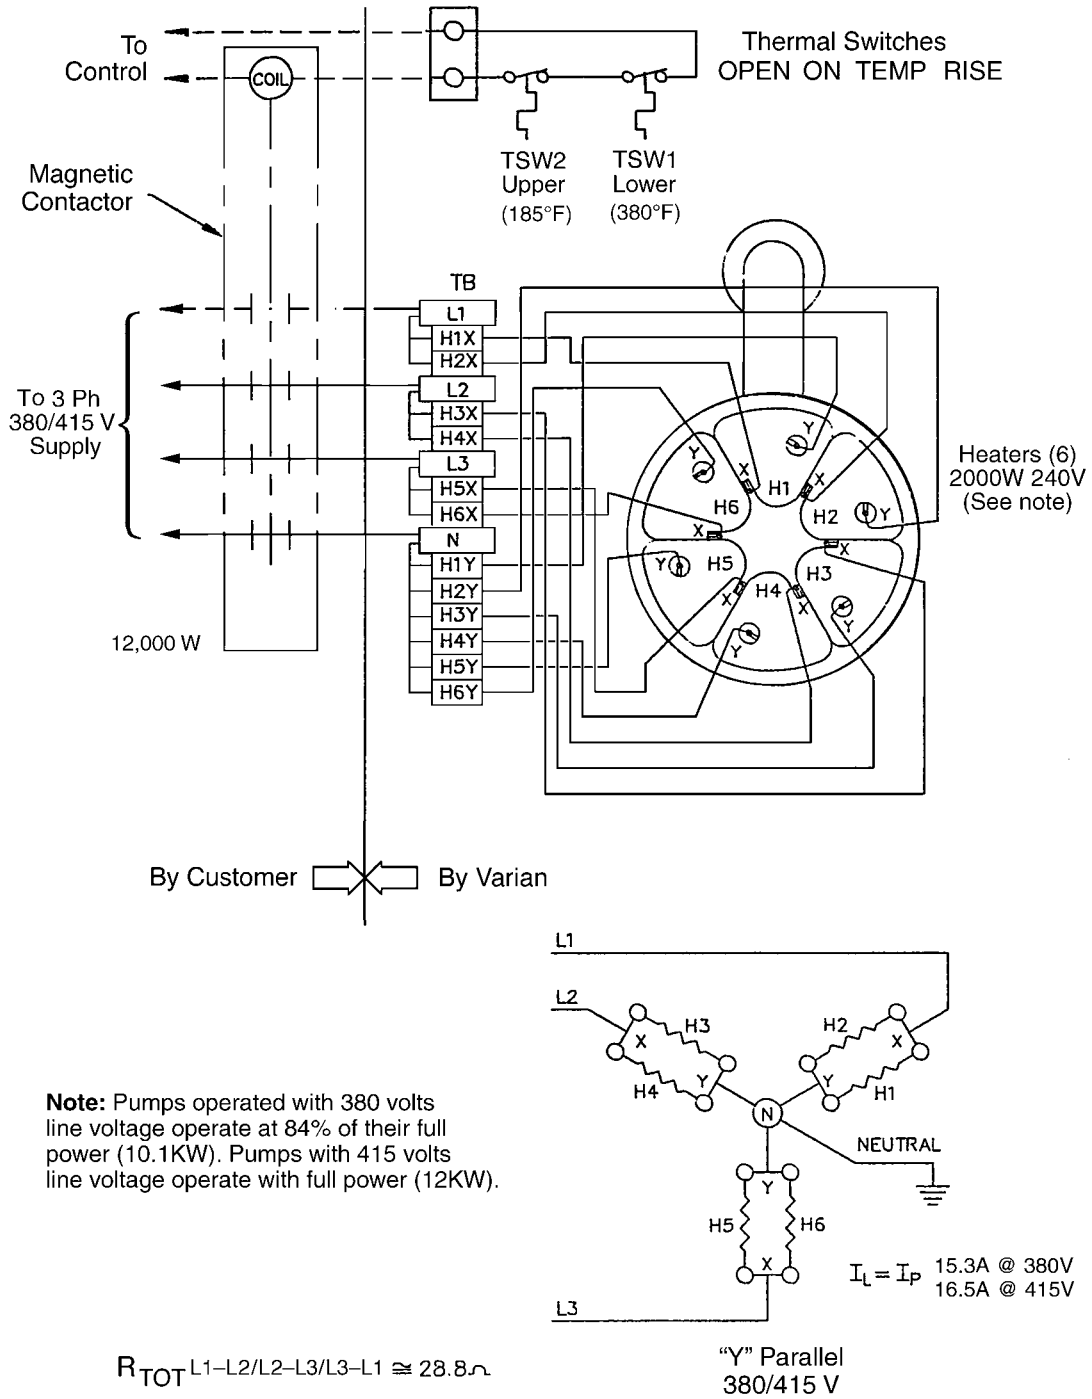 To
Control
COIL
Thermal Switches
OPEN ON TEMP RISE
TSW2
Upper
(185°F)
TSW1
Lower
(380°F)
Magnetic
Contactor
TB
L1
H1X
H2X
L2
H3X
H4X
L3
H5X
H6X
N
H1Y
H2Y
H3Y
H4Y
H5Y
H6Y
To 3 Ph
380/415 V
Supply
12,000 W
Y
X
H1
Y
X
H2
Y
X
H3
Y
X
H4
Y
X
H5
Y
X
H6
Heaters (6)
2000W 240V
(See note)
By Customer
By Varian
L1
L2
H3
X
H4
Y
H2
X
Y
H1
N
NEUTRAL
Y
H5
H6
X
L3
Note: Pumps operated with 380 volts
line voltage operate at 84% of their full
power (10.1KW). Pumps with 415 volts
line voltage operate with full power (12KW).
IL = IP 15.3A @ 380V
16.5A @ 415V
RTOT L1–L2/L2–L3/L3–L1 ≅ 28.8Ω
“Y” Parallel
380/415 V